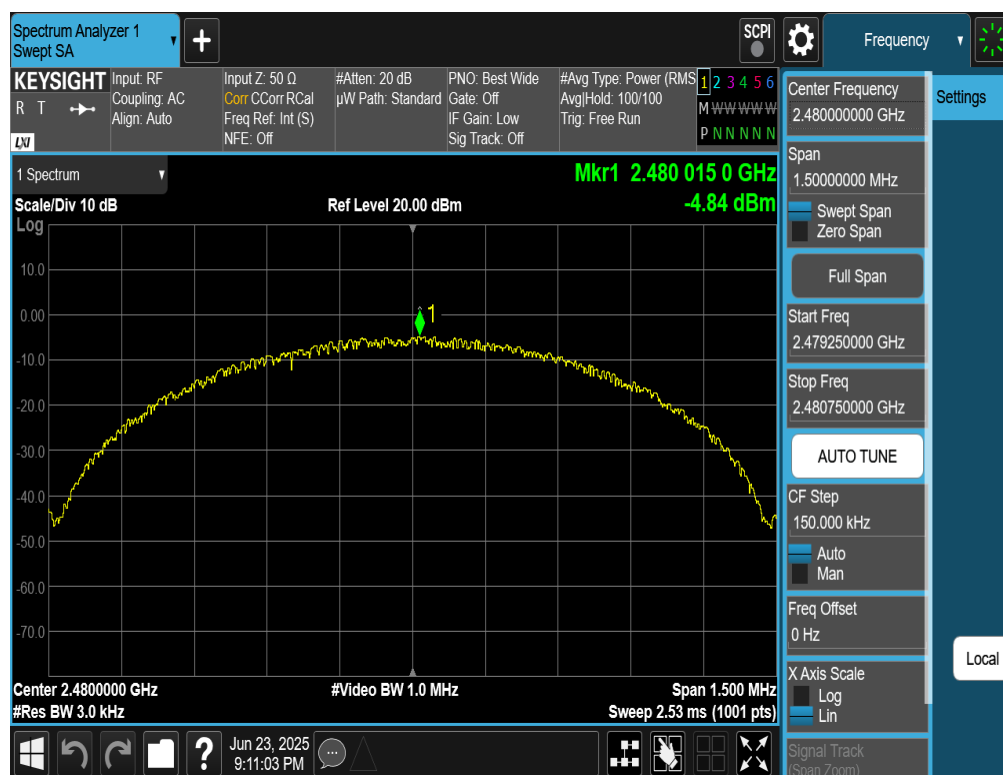 Spectrum Analyzer 1
Swept SA
+
SCPI
Frequency
KEYSIGHT
R T
LXI
Input: RF
Coupling: AC
Align: Auto
Input Z: 50 Ω
Corr CCorr RCal
Freq Ref: Int (S)
NFE: Off
#Atten: 20 dB
µW Path: Standard
PNO: Best Wide
Gate: Off
IF Gain: Low
Sig Track: Off
#Avg Type: Power (RMS
Avg|Hold: 100/100
Trig: Free Run
1 2 3 4 5 6
M W W W W W
P N N N N N
1 Spectrum
Mkr1 2.480 015 0 GHz
Scale/Div 10 dB
Ref Level 20.00 dBm
-4.84 dBm
Log
10.0
0.00
-10.0
-20.0
-30.0
-40.0
-50.0
-60.0
-70.0
1
Center 2.4800000 GHz
#Video BW 1.0 MHz
Span 1.500 MHz
#Res BW 3.0 kHz
Sweep 2.53 ms (1001 pts)
Center Frequency
2.480000000 GHz
Span
1.50000000 MHz
Swept Span
Zero Span
Full Span
Start Freq
2.479250000 GHz
Stop Freq
2.480750000 GHz
AUTO TUNE
CF Step
150.000 kHz
Auto
Man
Freq Offset
0 Hz
X Axis Scale
Log
Lin
Signal Track
(Span Zoom)
Settings
Local
?
Jun 23, 2025
9:11:03 PM